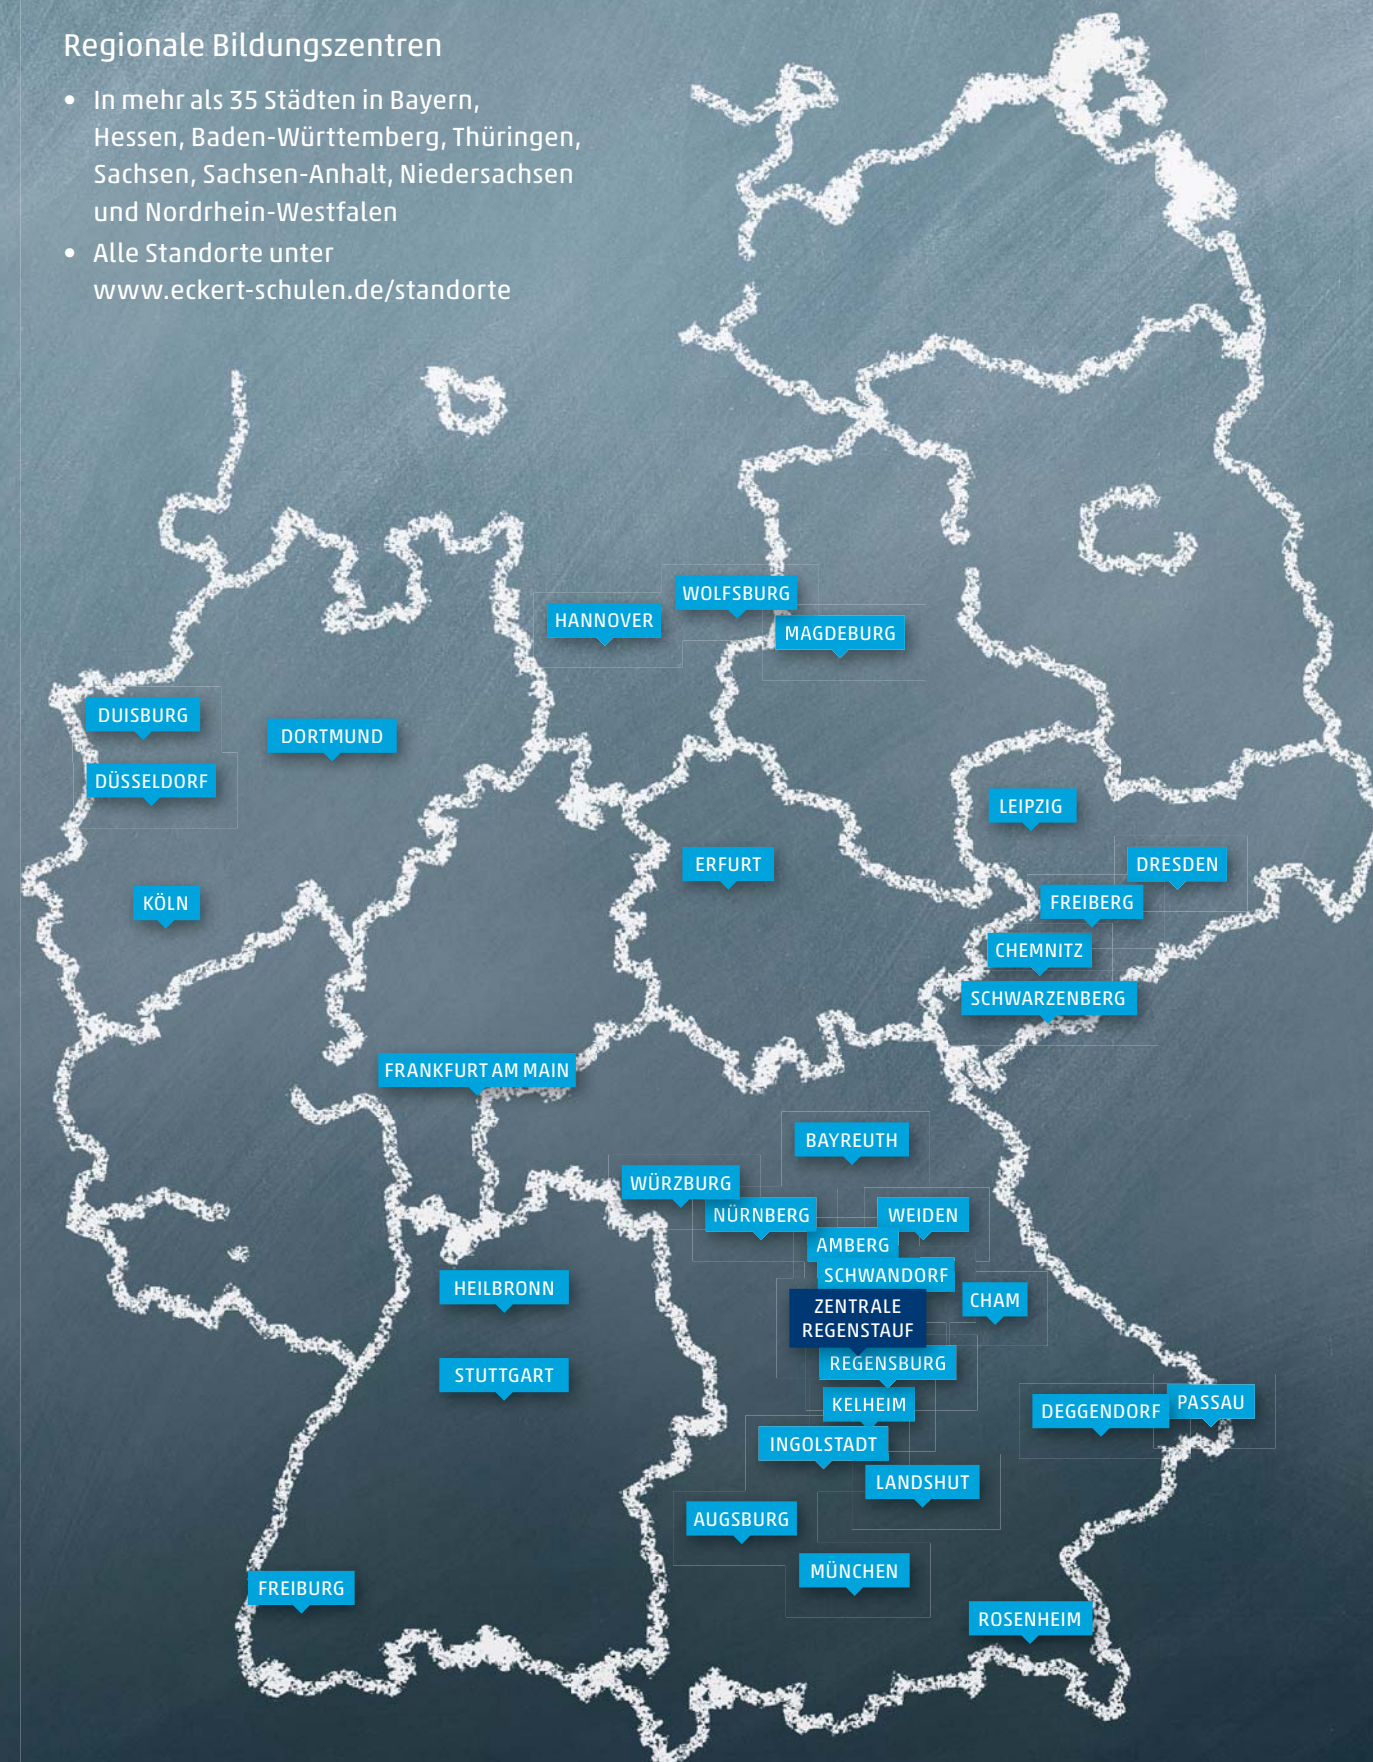 Regionale Bildungszentren
• In mehr als 35 Städten in Bayern,
Hessen, Baden-Württemberg, Thüringen,
Sachsen, Sachsen-Anhalt, Niedersachsen
und Nordrhein-Westfalen
• Alle Standorte unter
www.eckert-schulen.de/standorte
WOLFSBURG
HANNOVER
MAGDEBURG
DUISBURG
DORTMUND
DÜSSELDORF
LEIPZIG
ERFURT
DRESDEN
KÖLN
FREIBERG
CHEMNITZ
SCHWARZENBERG
FRANKFURT AM MAIN
BAYREUTH
WÜRZBURG
NÜRNBERG
WEIDEN
AMBERG
SCHWANDORF
HEILBRONN
CHAM
ZENTRALE
REGENSTAUF
REGENSBURG
STUTTGART
KELHEIM
DEGGENDORF
PASSAU
INGOLSTADT
LANDSHUT
AUGSBURG
MÜNCHEN
FREIBURG
ROSENHEIM